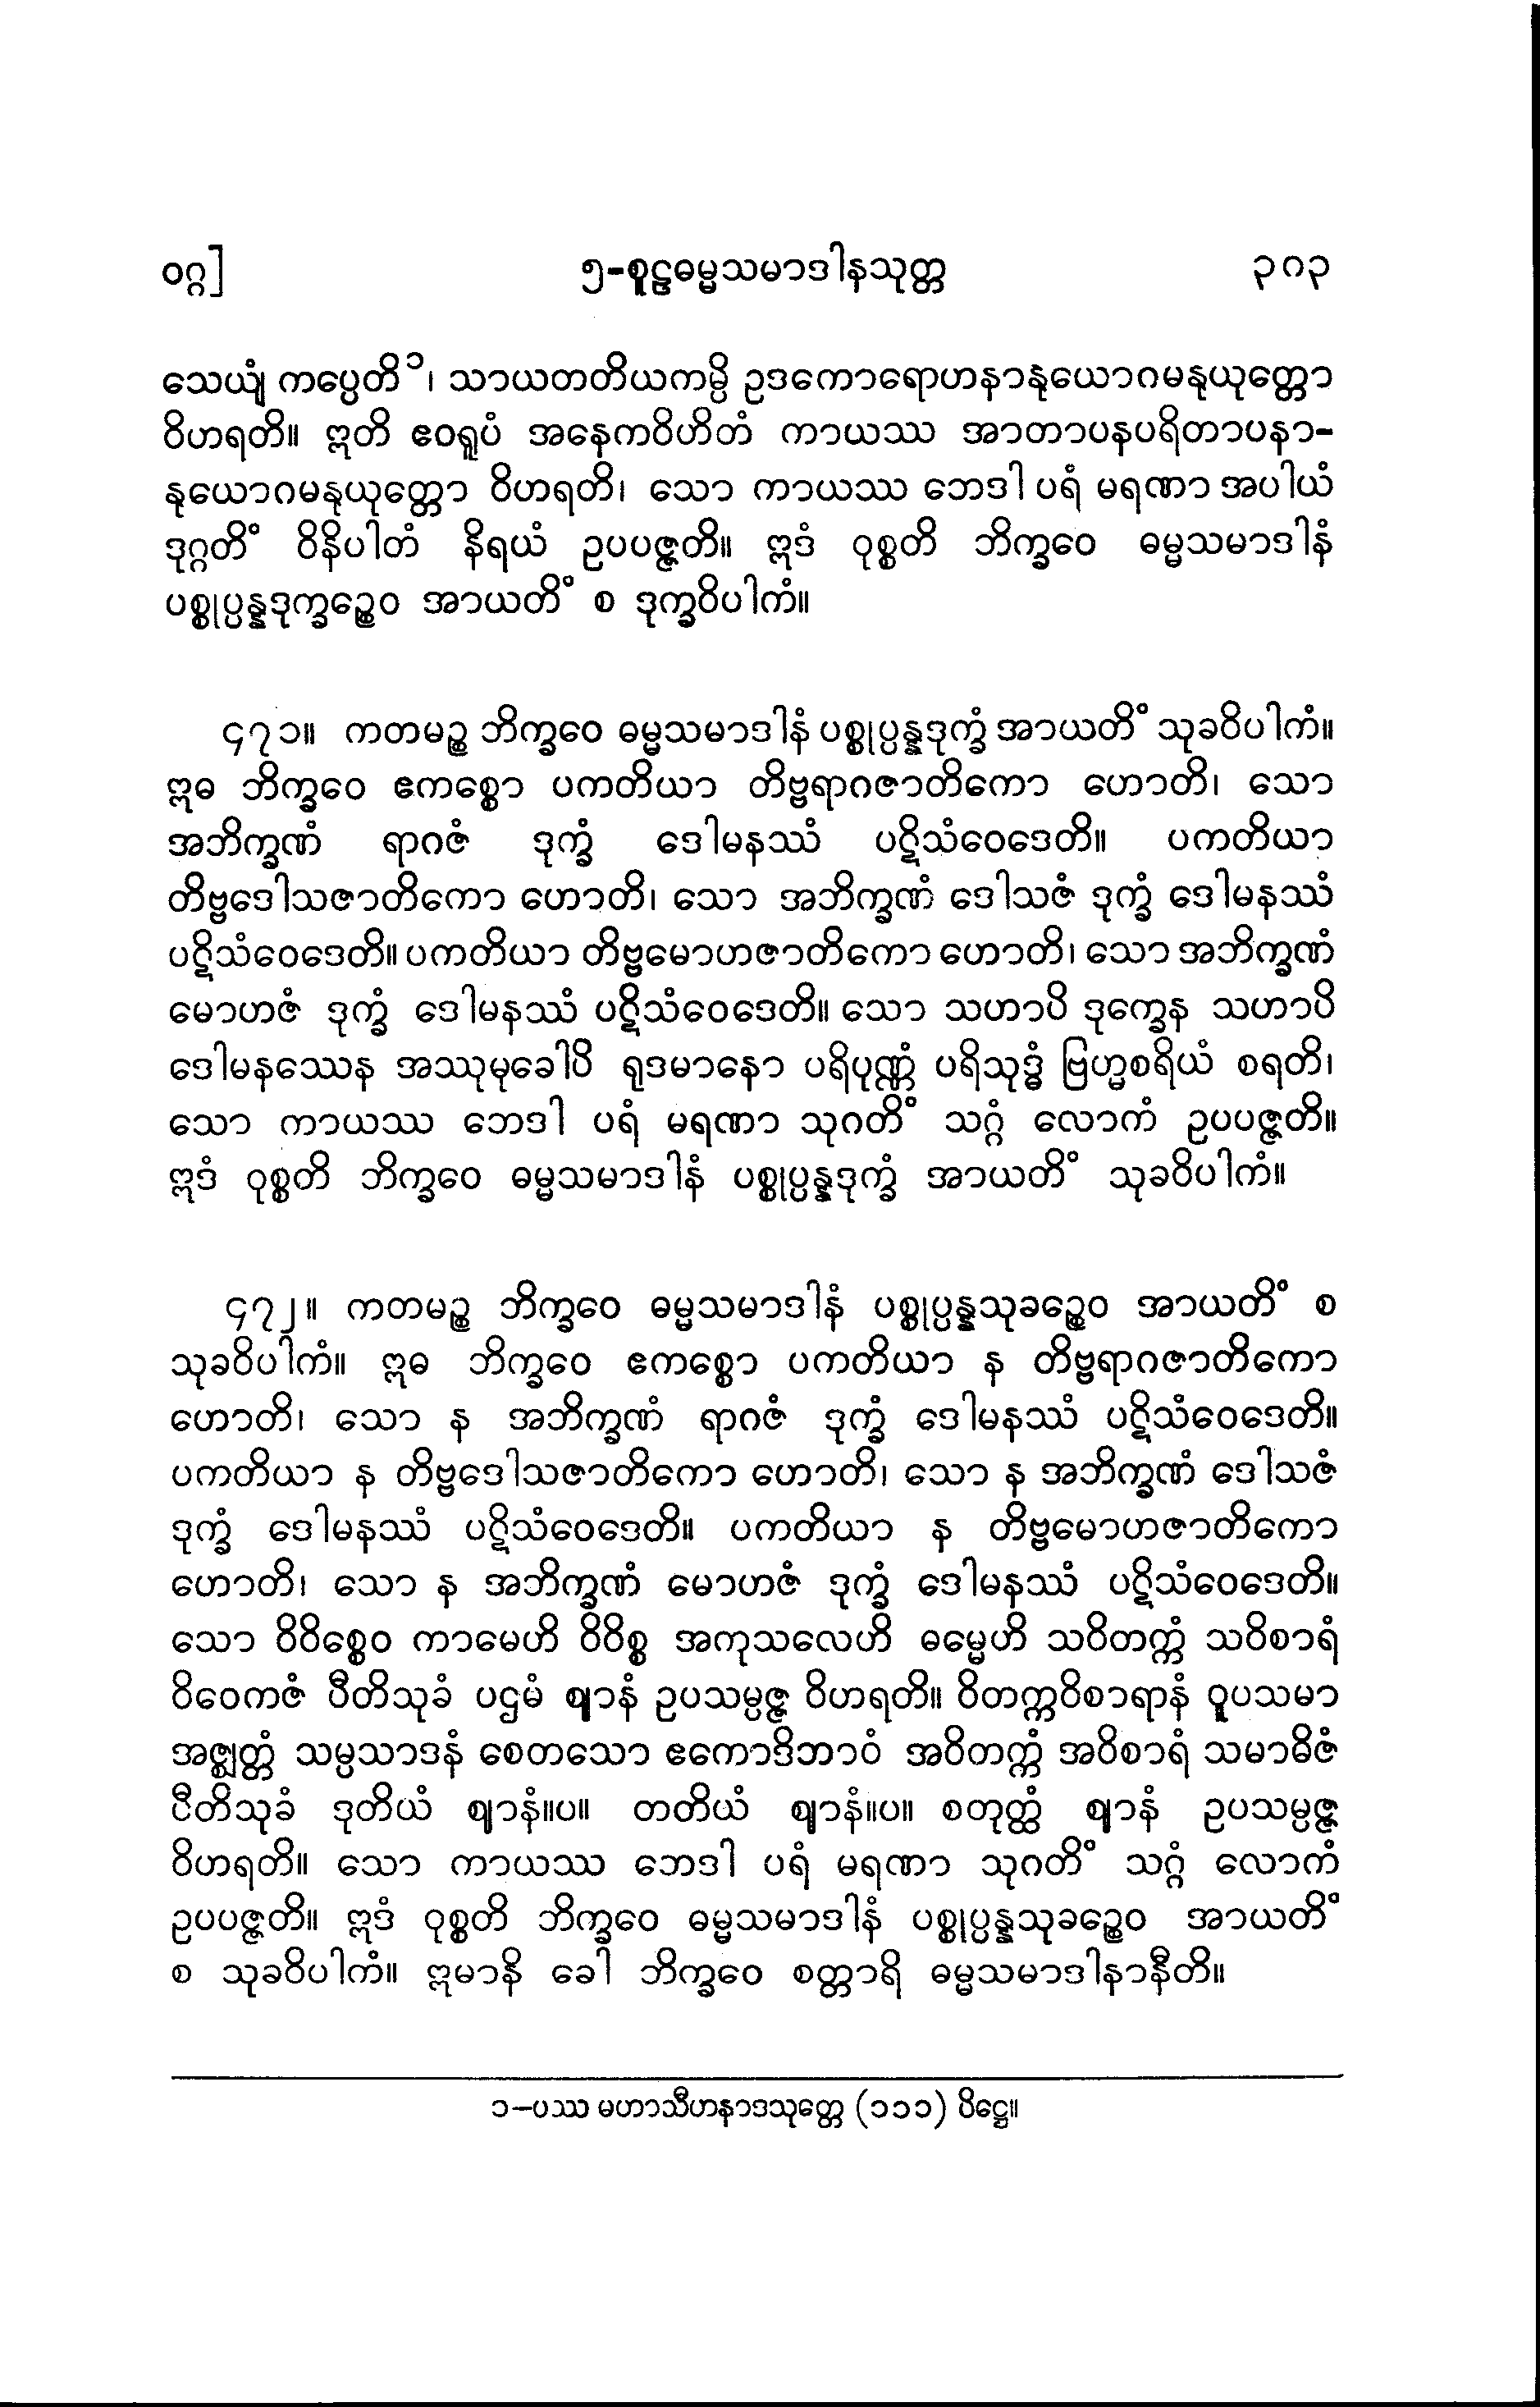 ဝဂ္ဂ]
၅-စူဠဓမ္မသမာဒါနသုတ္တ
၃၀၃
သေယျံ ကပ္ပေတိ ၁၊ သာယတတိယကမ္ပိ ဥဒကောရောဟနာနုယောဂမနုယုတ္တော
ဝိဟရတိ။ ဣတိ ဧဝရူပံ အနေကဝိဟိတံ ကာယဿ အာတာပနပရိတာပနာ-
နုယောဂမနုယုတ္တော ဝိဟရတိ၊ သော ကာယဿ ဘေဒါ ပရံ မရဏာ အပါယံ
ဒုဂ္ဂတိံ ဝိနိပါတံ နိရယံ ဥပပဇ္ဇတိ။ ဣဒံ ဝုစ္စတိ ဘိက္ခဝေ ဓမ္မသမာဒါနံ
ပစ္စုပ္ပန္နဒုက္ခဉ္စေဝ အာယတိံ စ ဒုက္ခဝိပါကံ။
၄၇၁။ ကတမဉ္စ ဘိက္ခဝေ ဓမ္မသမာဒါနံ ပစ္စုပ္ပန္နဒုက္ခံ အာယတိံ သုခဝိပါကံ။
ဣဓ ဘိက္ခဝေ ဧကစ္စော ပကတိယာ တိဗ္ဗရာဂဇာတိကော ဟောတိ၊ သော
အဘိက္ခဏံ ရာဂဇံ ဒုက္ခံ ဒေါမနဿံ ပဋိသံဝေဒေတိ။ ပကတိယာ
တိဗ္ဗဒေါသဇာတိကော ဟောတိ၊ သော အဘိက္ခဏံ ဒေါသဇံ ဒုက္ခံ ဒေါမနဿံ
ပဋိသံဝေဒေတိ။ ပကတိယာ တိဗ္ဗမောဟဇာတိကော ဟောတိ၊ သော အဘိက္ခဏံ
မောဟဇံ ဒုက္ခံ ဒေါမနဿံ ပဋိသံဝေဒေတိ။ သော သဟာပိ ဒုက္ခေန သဟာပိ
ဒေါမနဿေန အဿုမုခေါပိ ရုဒမာနော ပရိပုဏ္ဏံ ပရိသုဒ္ဓံ ဗြဟ္မစရိယံ စရတိ၊
သော ကာယဿ ဘေဒါ ပရံ မရဏာ သုဂတိံ သဂ္ဂံ လောကံ ဥပပဇ္ဇတိ။
ဣဒံ ဝုစ္စတိ ဘိက္ခဝေ ဓမ္မသမာဒါနံ ပစ္စုပ္ပန္နဒုက္ခံ အာယတိံ သုခဝိပါကံ။
၄၇၂။ ကတမဉ္စ ဘိက္ခဝေ ဓမ္မသမာဒါနံ ပစ္စုပ္ပန္နသုခဉ္စေဝ အာယတိံ စ
သုခဝိပါကံ။ ဣဓ ဘိက္ခဝေ ဧကစ္စော ပကတိယာ န တိဗ္ဗရာဂဇာတိကော
ဟောတိ၊ သော န အဘိက္ခဏံ ရာဂဇံ ဒုက္ခံ ဒေါမနဿံ ပဋိသံဝေဒေတိ။
ပကတိယာ န တိဗ္ဗဒေါသဇာတိကော ဟောတိ၊ သော န အဘိက္ခဏံ ဒေါသဇံ
ဒုက္ခံ ဒေါမနဿံ ပဋိသံဝေဒေတိ။ ပကတိယာ န တိဗ္ဗမောဟဇာတိကော
ဟောတိ၊ သော န အဘိက္ခဏံ မောဟဇံ ဒုက္ခံ ဒေါမနဿံ ပဋိသံဝေဒေတိ။
သော ဝိဝိစ္စေဝ ကာမေဟိ ဝိဝိစ္စ အကုသလေဟိ ဓမ္မေဟိ သဝိတက္ကံ သဝိစာရံ
ဝိဝေကဇံ ပီတိသုခံ ပဌမံ ဈာနံ ဥပသမ္ပဇ္ဇ ဝိဟရတိ။ ဝိတက္ကဝိစာရာနံ ဝူပသမာ
အဇ္ဈတ္တံ သမ္ပသာဒနံ စေတသော ဧကောဒိဘာဝံ အဝိတက္ကံ အဝိစာရံ သမာဓိဇံ
ပီတိသုခံ ဒုတိယံ ဈာနံ။ပ။ တတိယံ ဈာနံ။ပ။ စတုတ္ထံ ဈာနံ ဥပသမ္ပဇ္ဇ
ဝိဟရတိ။ သော ကာယဿ ဘေဒါ ပရံ မရဏာ သုဂတိံ သဂ္ဂံ လောကံ
ဥပပဇ္ဇတိ။ ဣဒံ ဝုစ္စတိ ဘိက္ခဝေ ဓမ္မသမာဒါနံ ပစ္စုပ္ပန္နသုခဉ္စေဝ အာယတိံ
စ သုခဝိပါကံ။ ဣမာနိ ခေါ ဘိက္ခဝေ စတ္တာရိ ဓမ္မသမာဒါနာနီတိ။
၁-ပဿ မဟာသီဟနာဒသုတ္တေ (၁၁၁) ပိဋ္ဌေ။